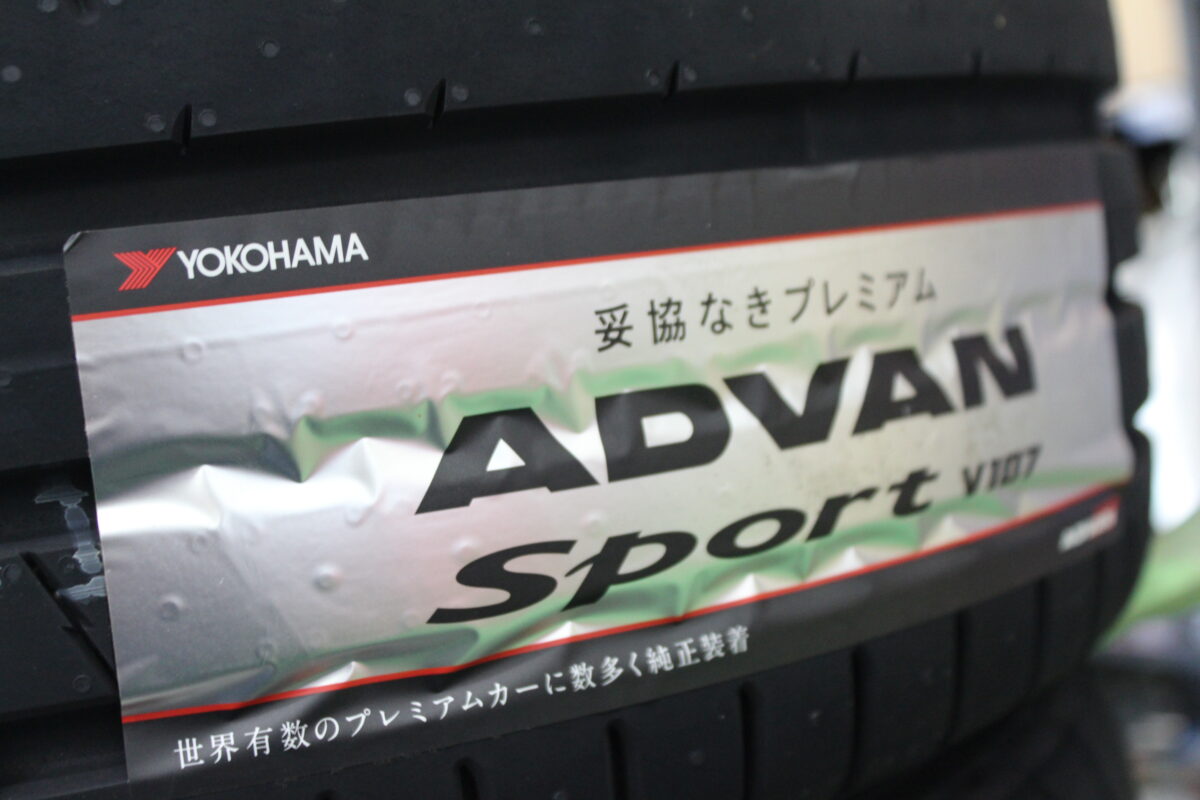 YOKOHAMA
妥協なきプレミアム
ADVAN
Sport V107
世界有数のプレミアムカーに数多く純正装着